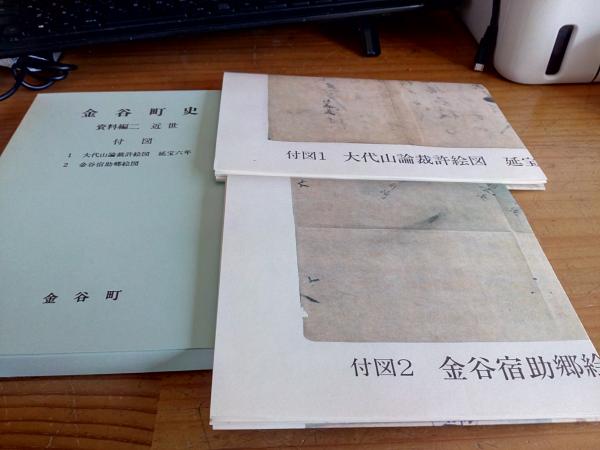 金谷町史
資料編二 近世
付図
1 大代山論裁許絵図 延宝六年
2 金谷宿助郷絵図
金谷町
付図1 大代山論裁許絵図 延宝
付図2 金谷宿助郷絵